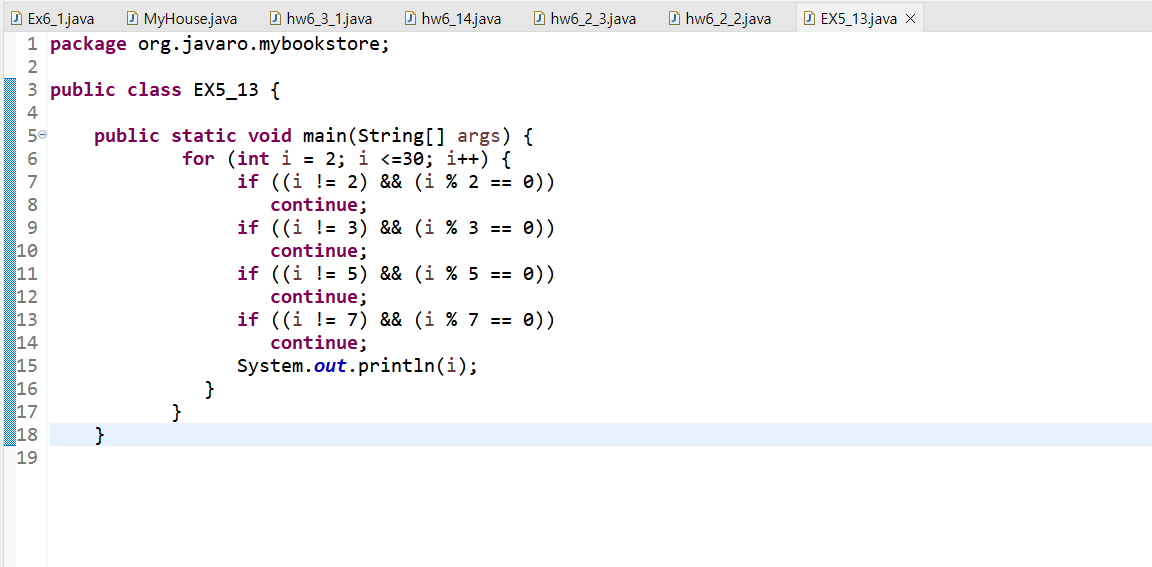 Ex6_1.java MyHouse.java hw6_3_1.java hw6_14.java hw6_2_3.java hw6_2_2.java EX5_13.java
1 package org.javaro.mybookstore;
2
3 public class EX5_13 {
4
5 public static void main(String[] args) {
6 for (int i = 2; i <=30; i++) {
7 if ((i != 2) && (i % 2 == 0))
8 continue;
9 if ((i != 3) && (i % 3 == 0))
10 continue;
11 if ((i != 5) && (i % 5 == 0))
12 continue;
13 if ((i != 7) && (i % 7 == 0))
14 continue;
15 System.out.println(i);
16 }
17 }
18 }
19